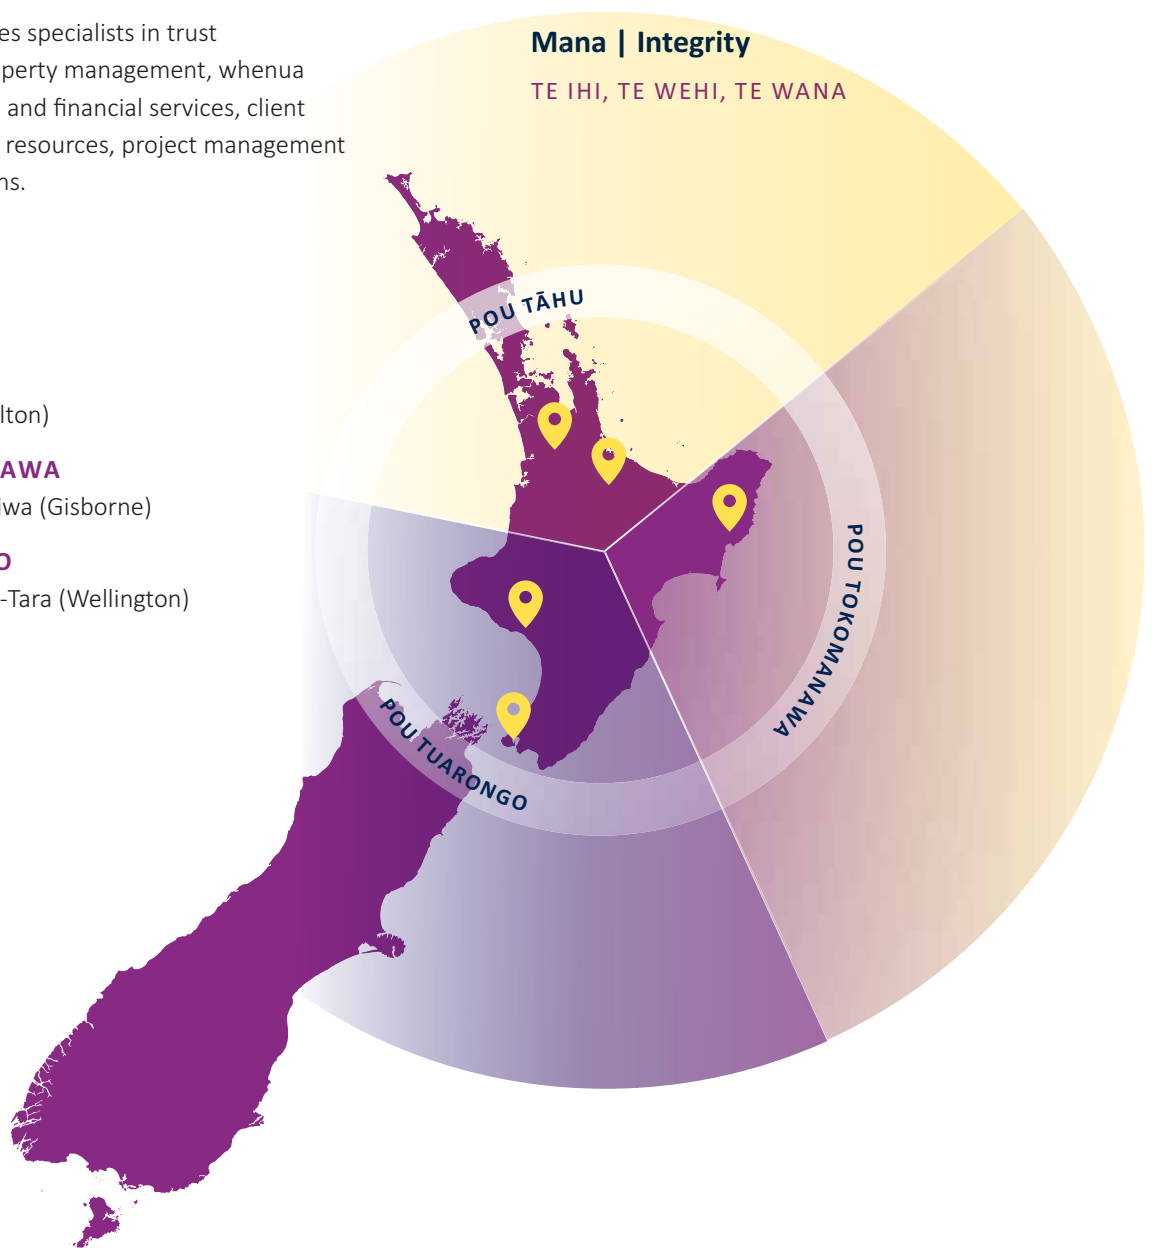 es specialists in trust
perty management, whenua
and financial services, client
resources, project management
ns.
Mana | Integrity
TE IHI, TE WEHI, TE WANA
POU TĀHU
lton)
AWA
iwa (Gisborne)
O
-Tara (Wellington)
POU TOKOMANAWA
POU TUARONGO